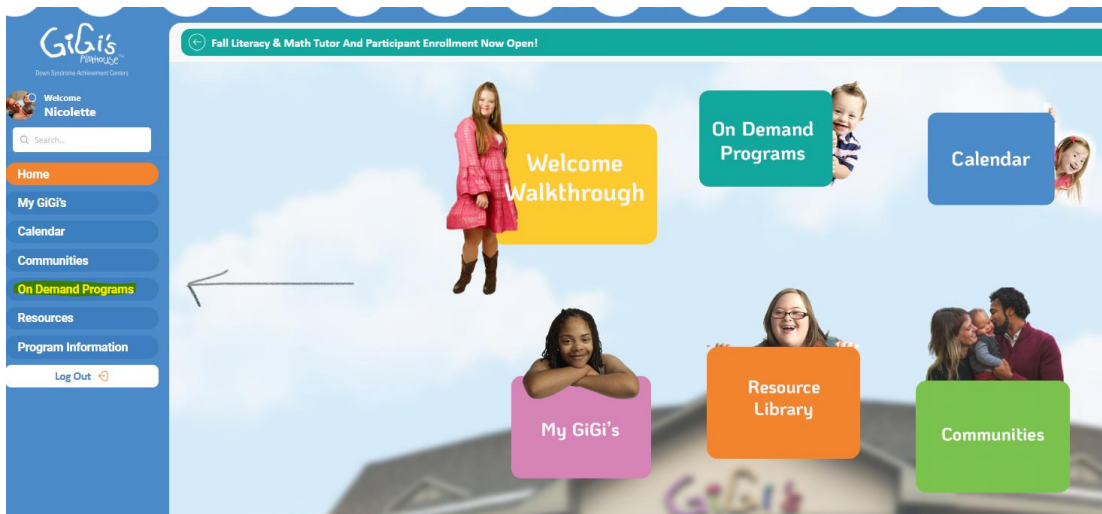 GiGi's
PlayHouse
Down Syndrome Achievement Centers
Welcome
Nicolette
Search...
Home
My GiGi's
Calendar
Communities
On Demand Programs
Resources
Program Information
Log Out
Fall Literacy & Math Tutor And Participant Enrollment Now Open!
Welcome
Walkthrough
On Demand
Programs
Calendar
My GiGi's
Resource
Library
Communities
GiGi's